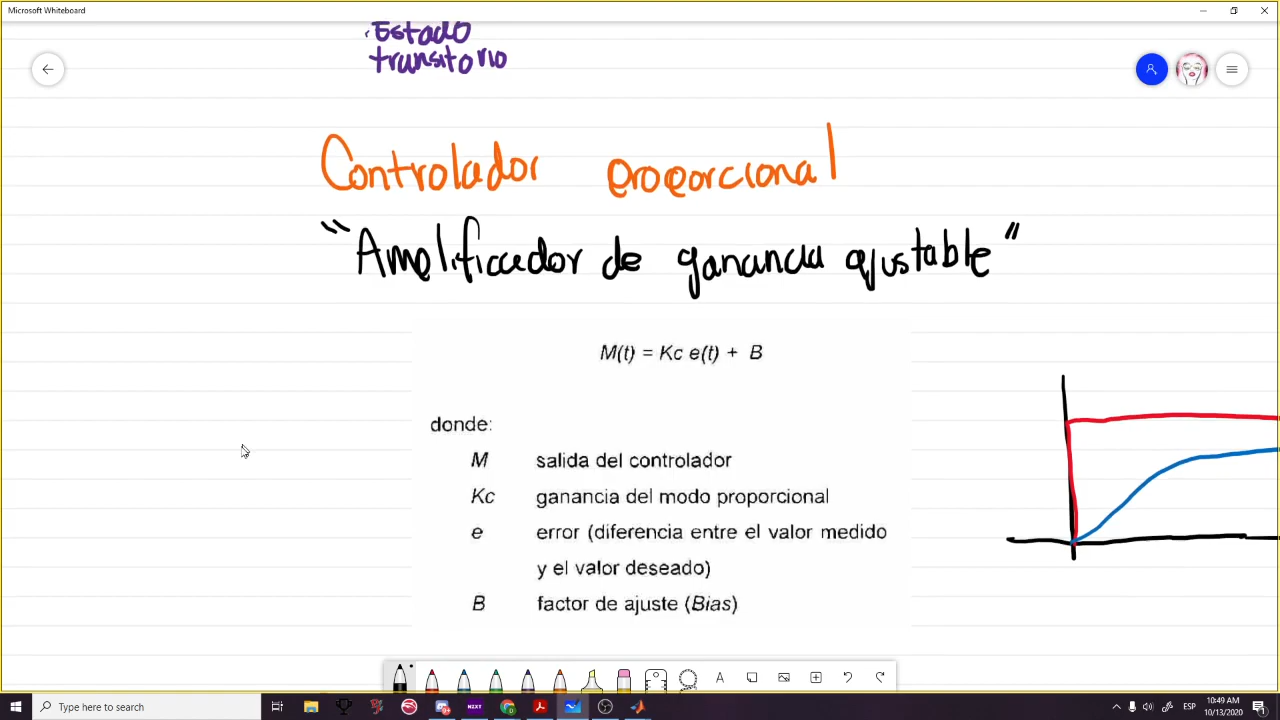 Microsoft Whiteboard
Estado
transitorio
Controlador proporcional
"Amplificador de ganancia ajustable"
M(t) = Kc e(t) + B
donde:
M salida del controlador
Kc ganancia del modo proporcional
e error (diferencia entre el valor medido
y el valor deseado)
B factor de ajuste (Bias)
A
Type here to search
NZXT
ESP
10:49 AM
10/13/2020